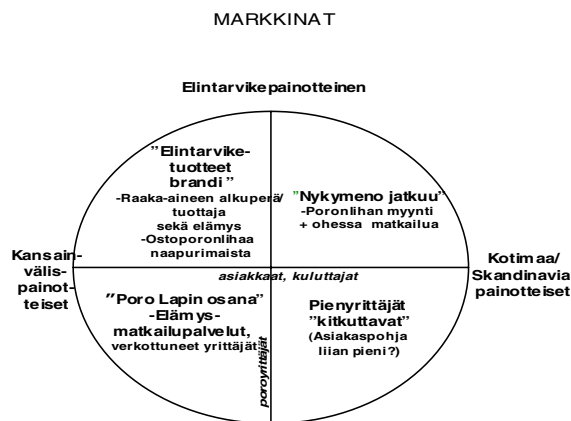 MARKKINAT
Elintarvikepainotteinen
"Elintarvike-
tuotteet
brandi "
-Raaka-aineen alkuperä/
tuottaja
sekä elämys
-Ostoporonlihaa
naapurimaista
"Nykymeno jatkuu"
-Poronlihan myynti
+ ohessa matkailua
Kansain-
välis-
painot-
teiset
asiakkaat, kuluttajat
Kotimaa/
Skandinavia
painotteiset
"Poro Lapin osana"
-Elämys-
matkailupalvelut,
verkottuneet yrittäjät
poroyrittäjät
Pienyrittäjät
"kitkuttavat"
(Asiakaspohja
liian pieni?)